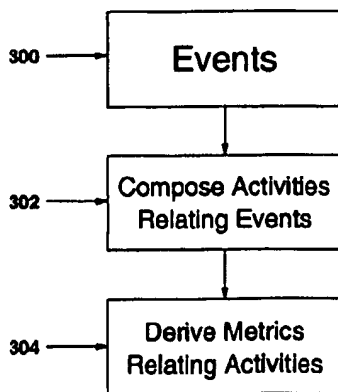 300
Events
302
Compose Activities
Relating Events
304
Derive Metrics
Relating Activities